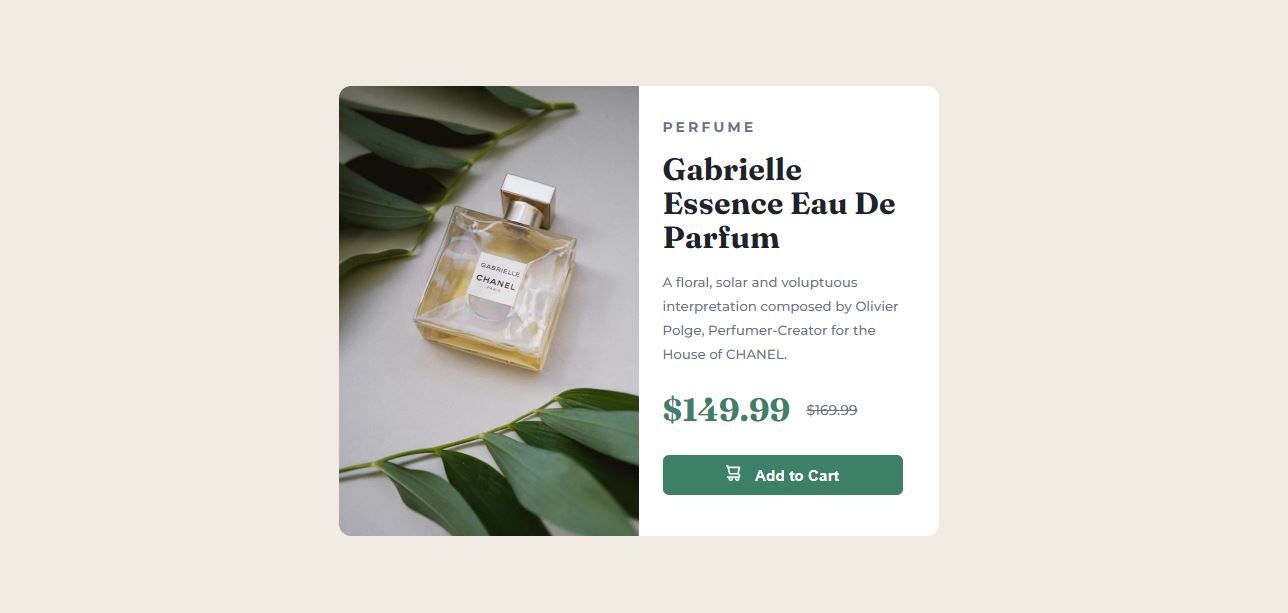 GABRIELLE
CHANEL
PARIS
PERFUME
Gabrielle
Essence Eau De
Parfum
A floral, solar and voluptuous
interpretation composed by Olivier
Polge, Perfumer-Creator for the
House of CHANEL.
$149.99 $169.99
Add to Cart